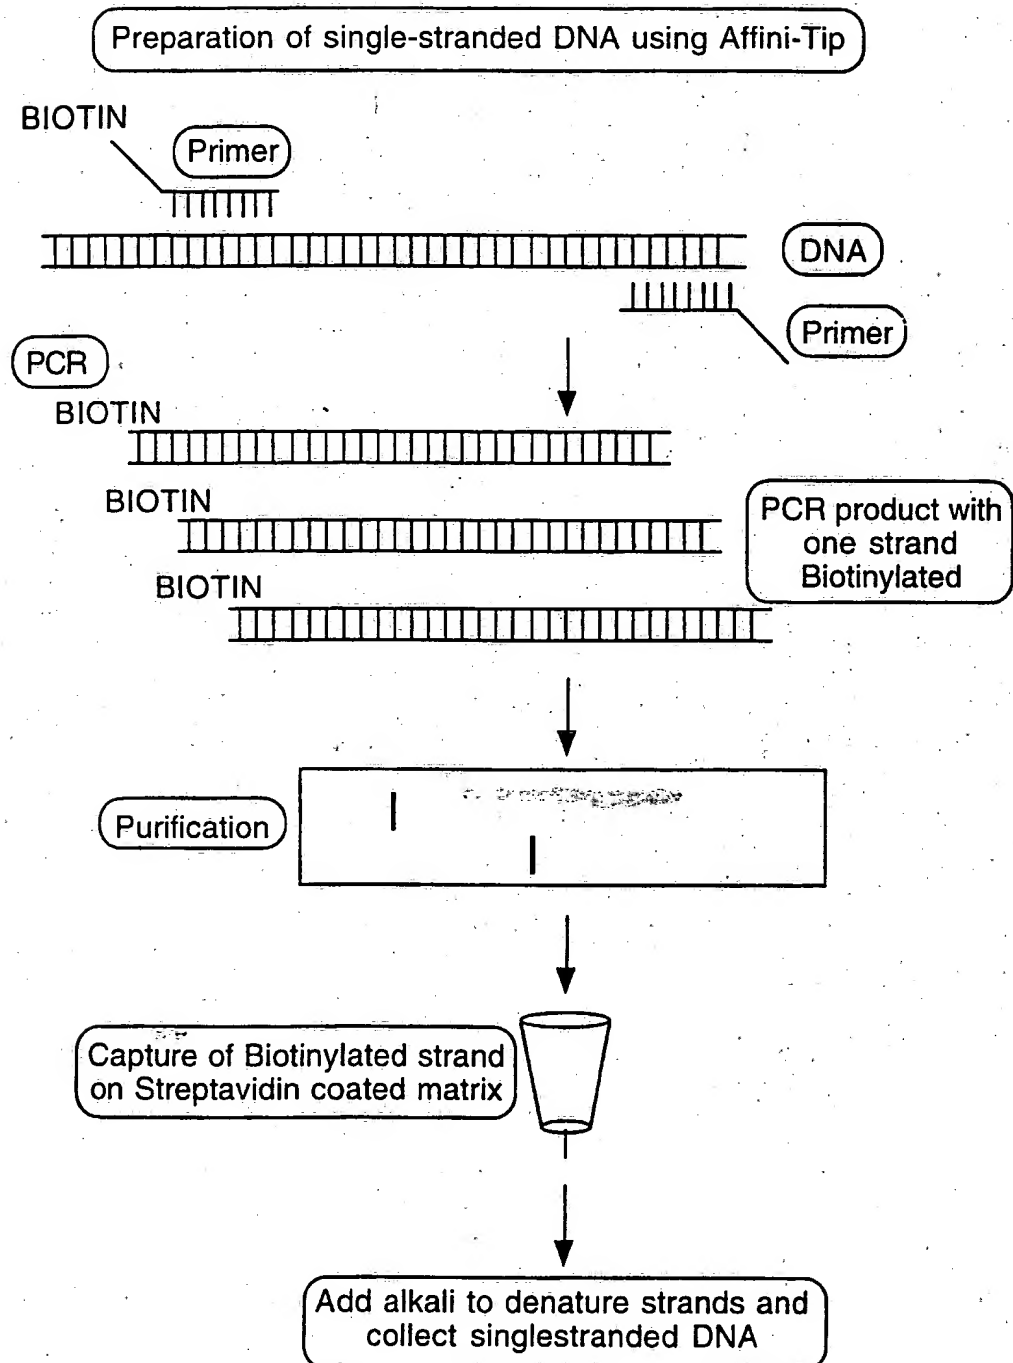 Preparation of single-stranded DNA using Affini-Tip
BIOTIN
Primer
DNA
Primer
PCR
BIOTIN
BIOTIN
PCR product with
one strand
Biotinylated
BIOTIN
Purification
Capture of Biotinylated strand
on Streptavidin coated matrix
Add alkali to denature strands and
collect singlestranded DNA